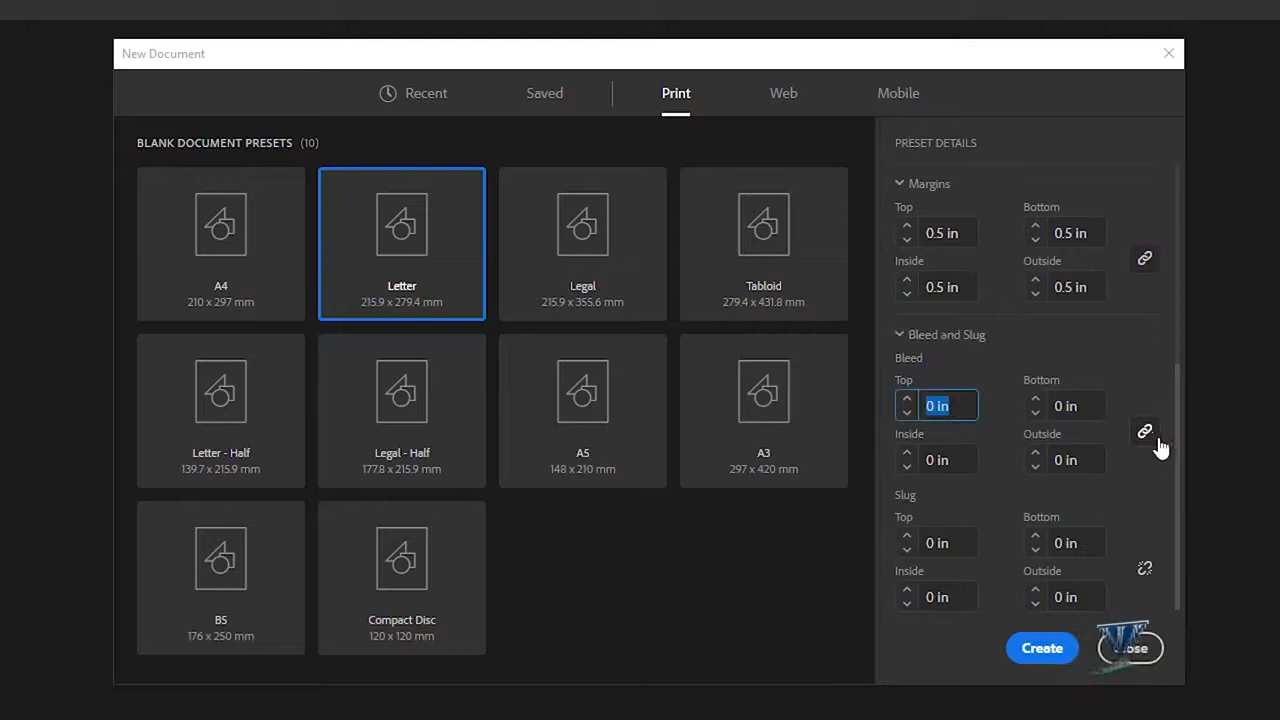 New Document
Recent
Saved
Print
Web
Mobile
BLANK DOCUMENT PRESETS (10)
A4
210 x 297 mm
Letter
215.9 x 279.4 mm
Legal
215.9 x 355.6 mm
Tabloid
279.4 x 431.8 mm
Letter - Half
139.7 x 215.9 mm
Legal - Half
177.8 x 215.9 mm
A5
148 x 210 mm
A3
297 x 420 mm
B5
176 x 250 mm
Compact Disc
120 x 120 mm
PRESET DETAILS
Margins
Top
Bottom
0.5 in
0.5 in
Inside
Outside
0.5 in
0.5 in
Bleed and Slug
Bleed
Top
Bottom
0 in
0 in
Inside
Outside
0 in
0 in
Slug
Top
Bottom
0 in
0 in
Inside
Outside
0 in
0 in
Create